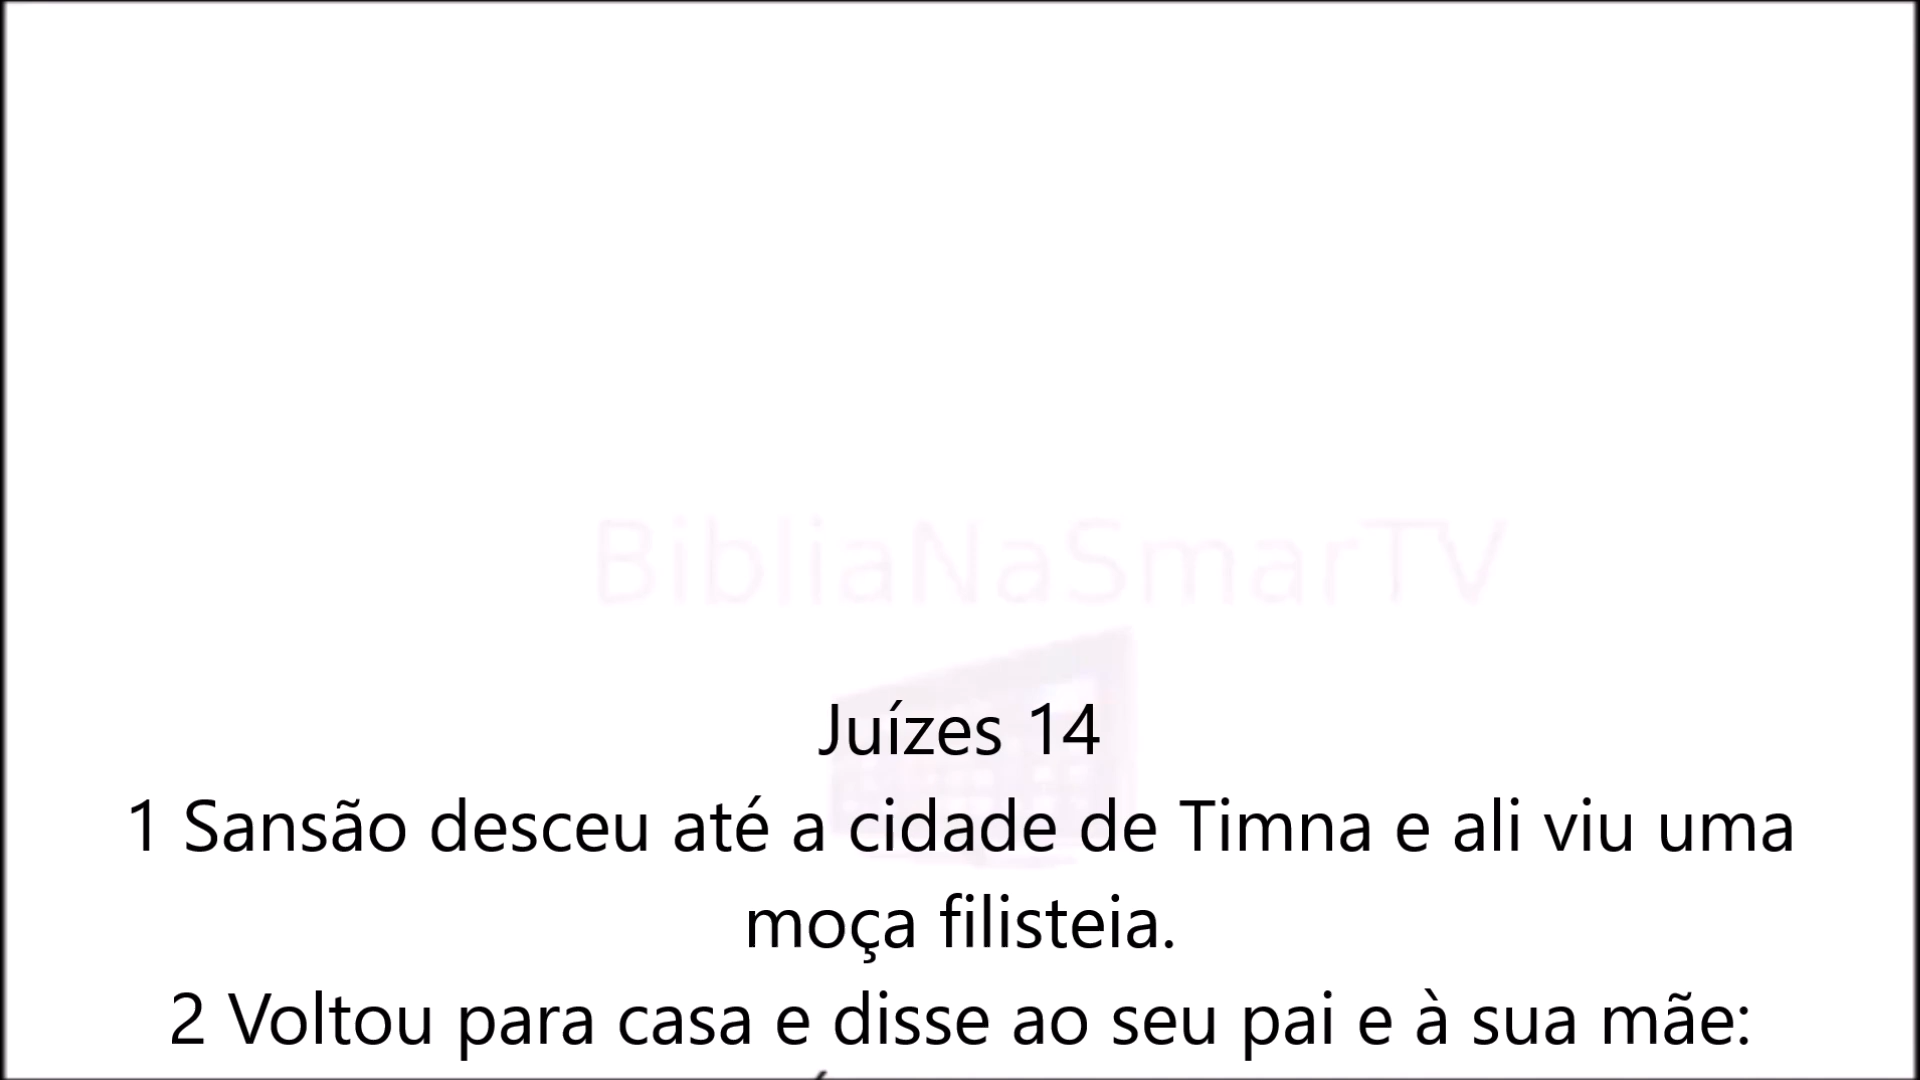 BibliaNaSmarTV
Juízes 14
1 Sansão desceu até a cidade de Timna e ali viu uma
moça filisteia.
2 Voltou para casa e disse ao seu pai e à sua mãe: